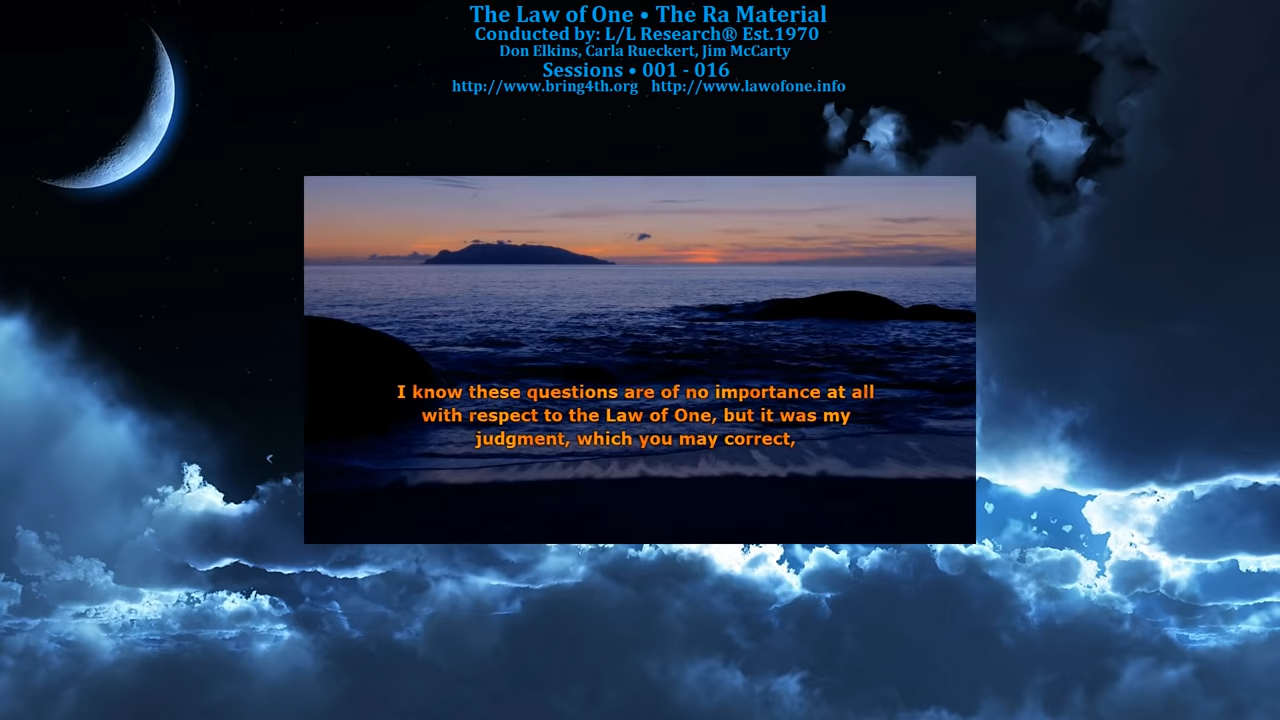 The Law of One • The Ra Material
Conducted by: L/L Research® Est.1970
Don Elkins, Carla Rueckert, Jim McCarty
Sessions • 001 - 016
http://www.bring4th.org http://www.lawofone.info
I know these questions are of no importance at all
with respect to the Law of One, but it was my
judgment, which you may correct,